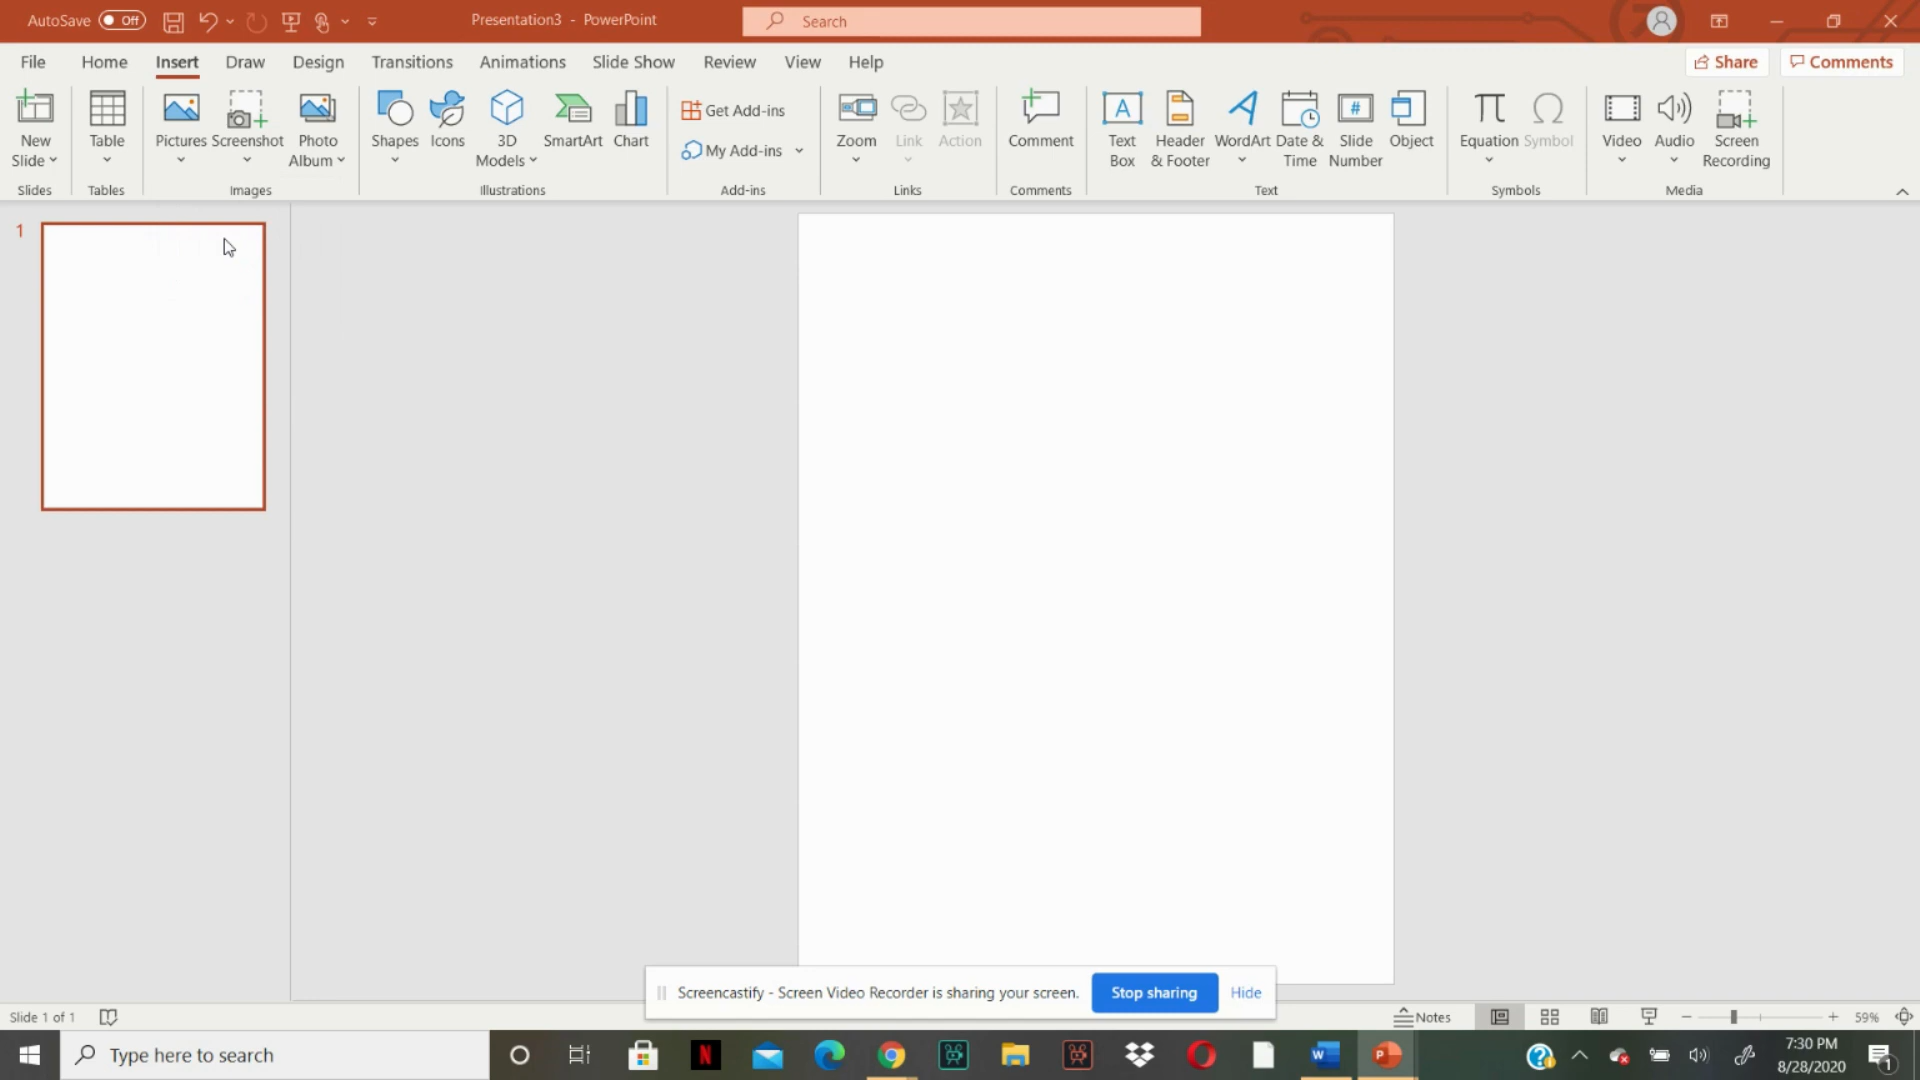 AutoSave Off
Presentation3 - PowerPoint
Search
File Home Insert Draw Design Transitions Animations Slide Show Review View Help
Share Comments
New Slide
Slides
Table
Tables
Pictures Screenshot Photo Album
Images
Shapes Icons 3D Models SmartArt Chart
Illustrations
Get Add-ins
My Add-ins
Add-ins
Zoom Link Action
Links
Comment
Comments
A Text Box
Header & Footer
WordArt
Date & Time
# Slide Number
Object
Text
Equation Symbol
Symbols
Video Audio Screen Recording
Media
1
Screencastify - Screen Video Recorder is sharing your screen. Stop sharing Hide
Slide 1 of 1
Notes
59%
Type here to search
7:30 PM
8/28/2020
1